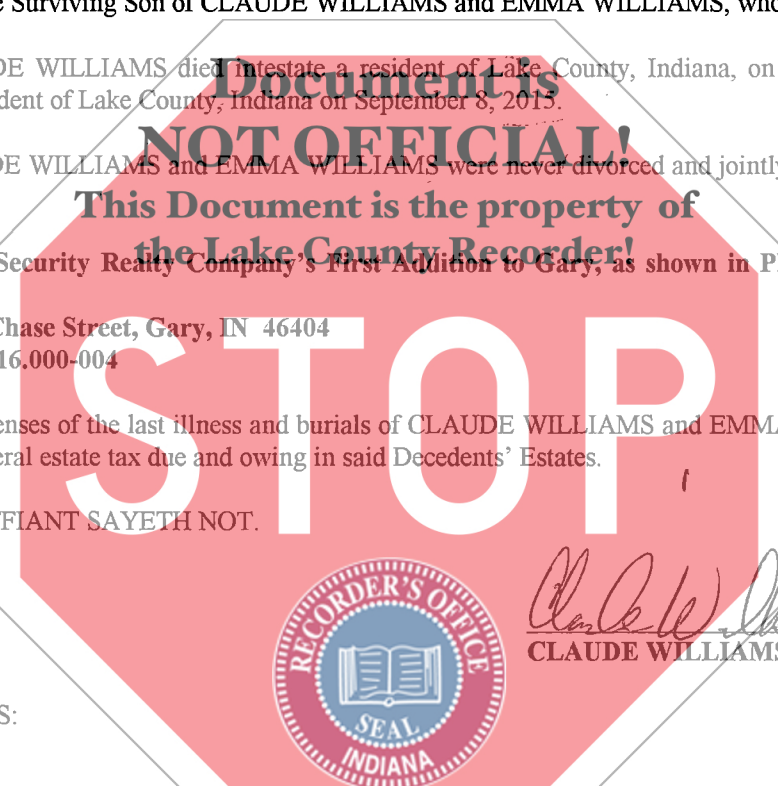 e Surviving Son of CLAUDE WILLIAMS and EMMA WILLIAMS, who
DE WILLIAMS died intestate a resident of Lake County, Indiana, on
dent of Lake County, Indiana on September 8, 2015.
DE WILLIAMS and EMMA WILLIAMS were never divorced and jointly
Security Realty Company's First Addition to Gary, as shown in Pl
Chase Street, Gary, IN 46404
16.000-004
enses of the last illness and burials of CLAUDE WILLIAMS and EMMA
eral estate tax due and owing in said Decedents' Estates.
FFIANT SAYETH NOT.
CLAUDE WILLIAMS
S:
Document is
NOT OFFICIAL!
This Document is the property of
the Lake County Recorder!
STOP
RECORDER'S OFFICE
SEAL
INDIANA